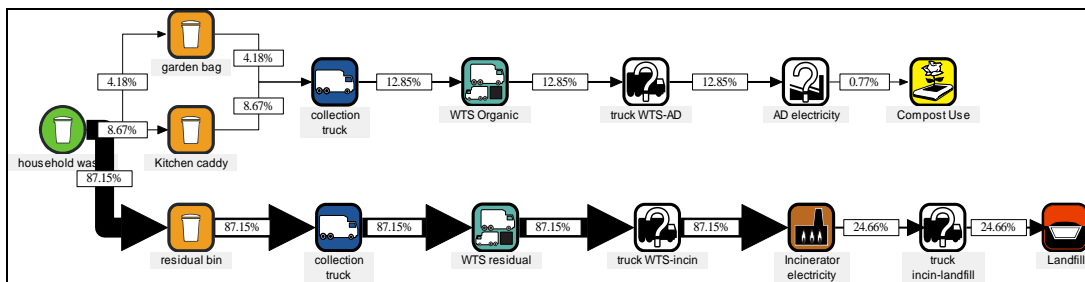 4.18%
garden bag
4.18%
8.67%
collection
truck
12.85%
WTS Organic
12.85%
truck WTS-AD
12.85%
AD electricity
0.77%
Compost Use
household was
8.67%
Kitchen caddy
87.15%
residual bin
87.15%
collection
truck
87.15%
WTS residual
87.15%
truck WTS-incin
87.15%
Incinerator
electricity
24.66%
truck
incin-landfill
24.66%
Landfill